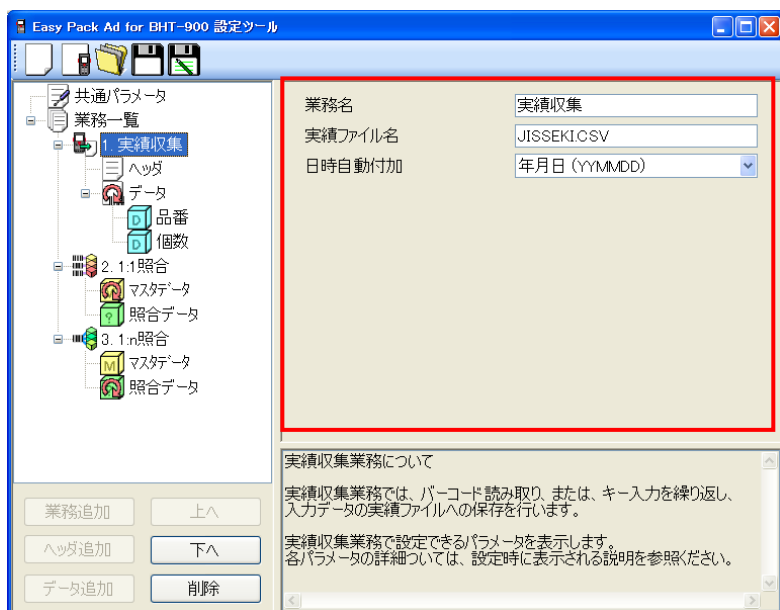 Easy Pack Ad for BHT-900 設定ツール
共通パラメータ
業務一覧
1. 実績収集
ヘッダ
データ
品番
個数
2. 1:1照合
マスタデータ
照合データ
3. 1:n照合
マスタデータ
照合データ
業務追加
上へ
ヘッダ追加
下へ
データ追加
削除
業務名
実績収集
実績ファイル名
JISSEKI.CSV
日時自動付加
年月日 (YYMMDD)
実績収集業務について
実績収集業務では、バーコード読み取り、または、キー入力を繰り返し、
入力データの実績ファイルへの保存を行います。
実績収集業務で設定できるパラメータを表示します。
各パラメータの詳細ついては、設定時に表示される説明を参照ください。